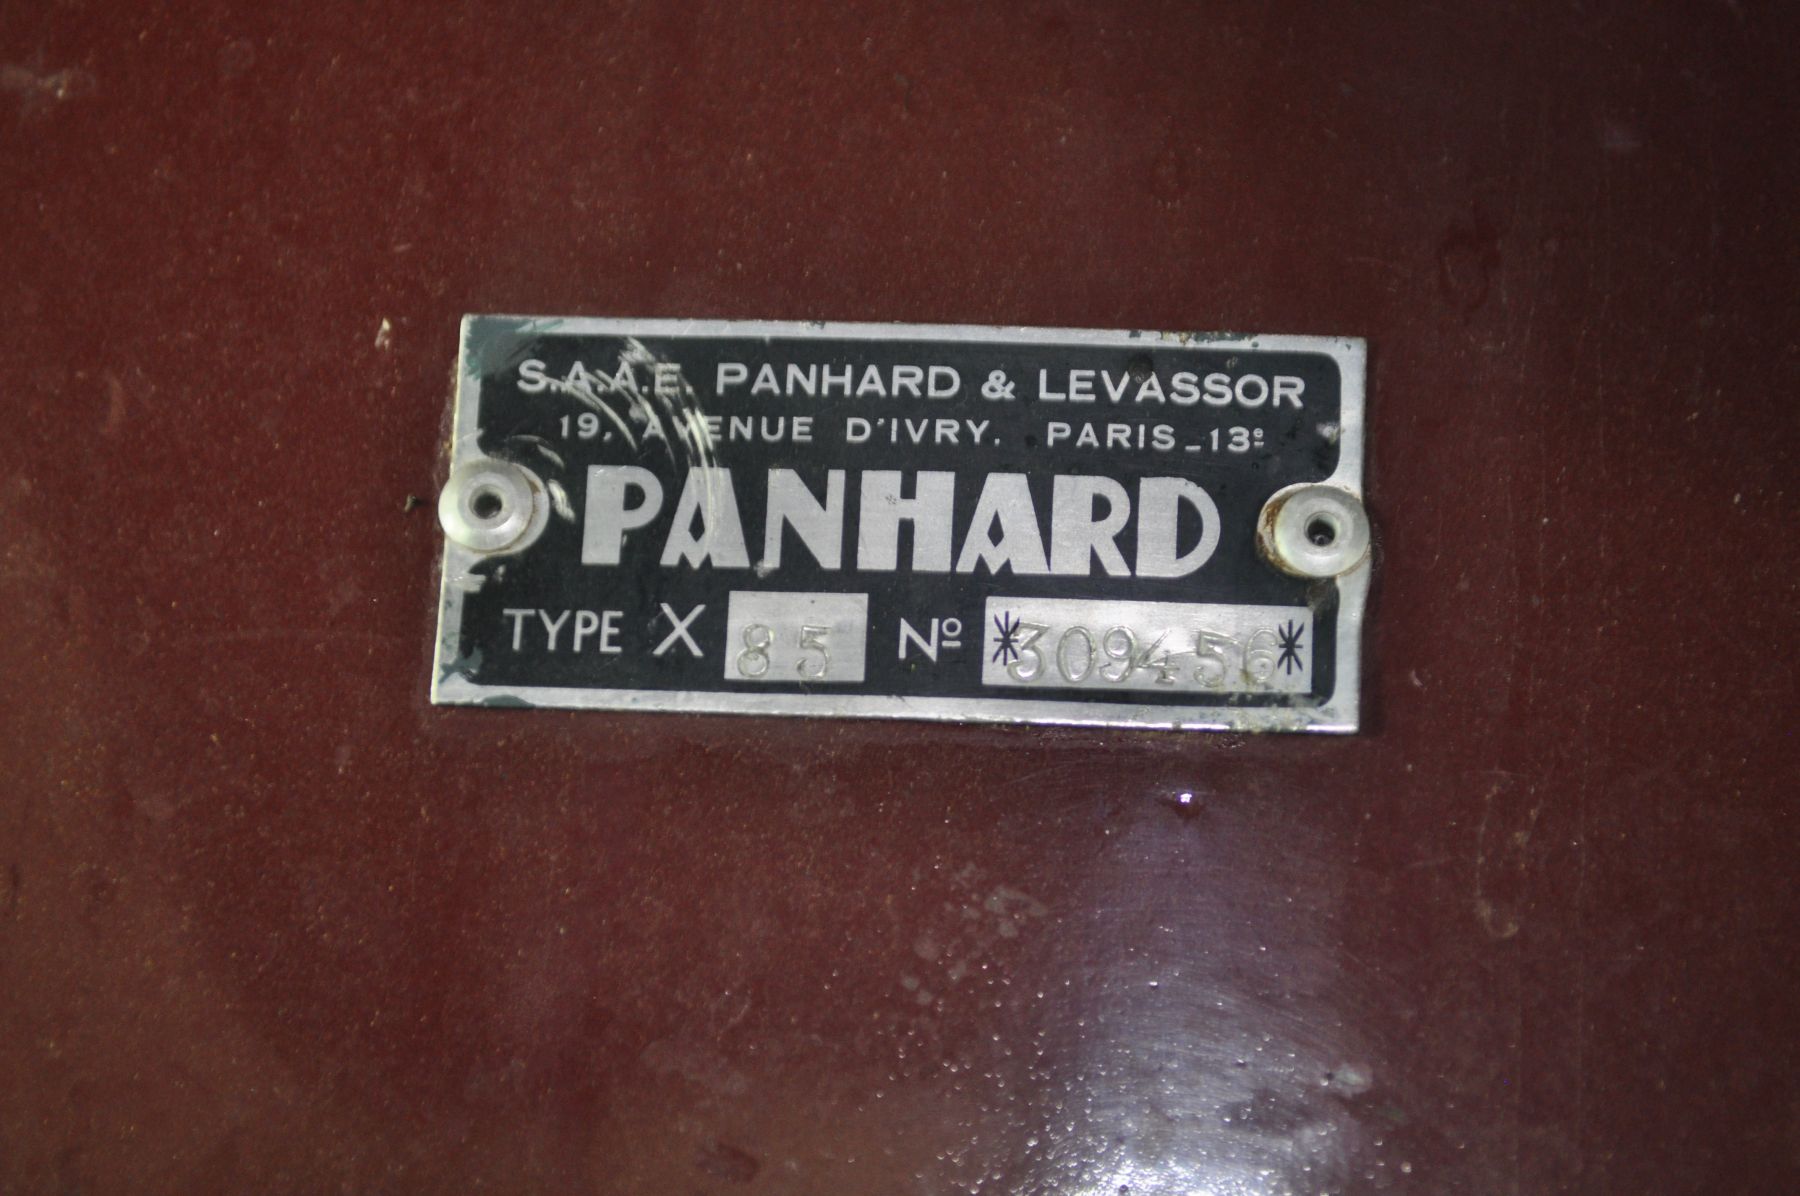 S.A.A.E. PANHARD & LEVASSOR
19, AVENUE D'IVRY. PARIS_13e
PANHARD
TYPE X 85 Nº *309456*